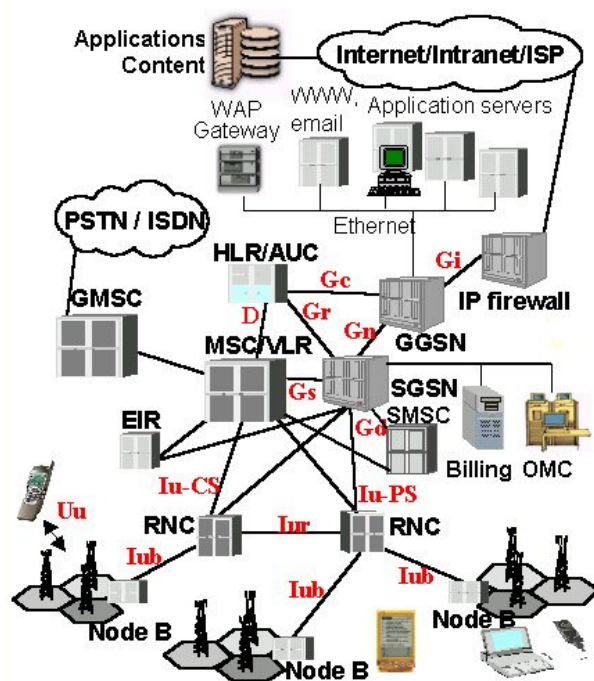 Applications
Content
Internet/Intranet/ISP
WAP
Gateway
WWW,
email
Application servers
PSTN / ISDN
Ethernet
HLR/AUC
Gc
Gi
IP firewall
GMSC
D
Gr
Gn
GGSN
MSC/VLR
Gs
SGSN
EIR
Gd
SMSC
Billing
OMC
Iu-CS
Iu-PS
Uu
RNC
Iur
RNC
Iub
Iub
Iub
Node B
Node B
Node B